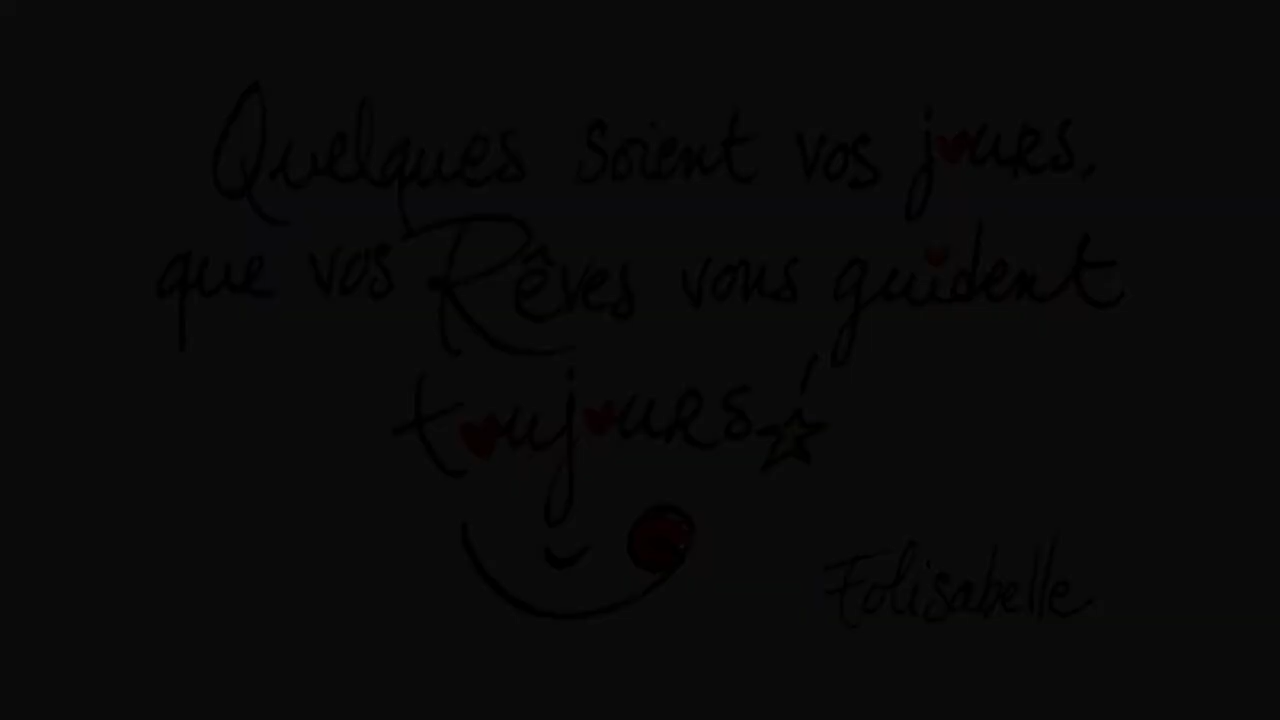 Quelques soient vos jours,
que vos Rêves vous guident
toujours!
Folisabelle